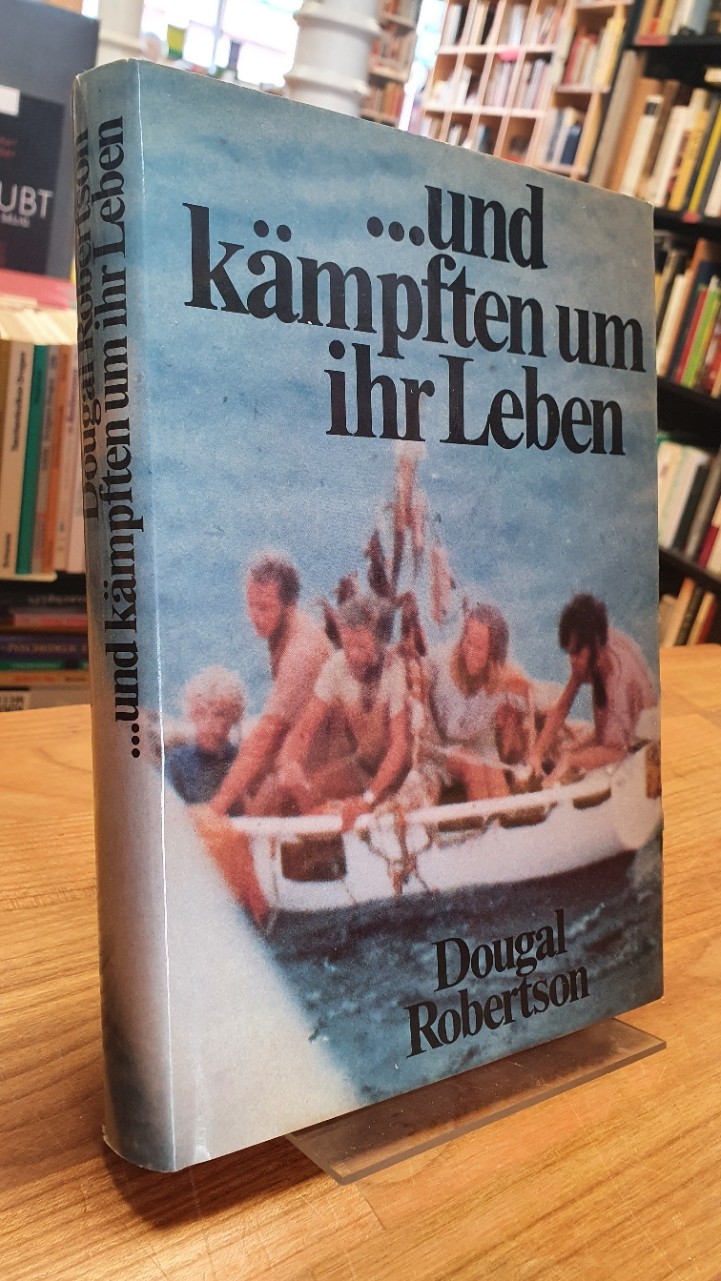 ...und
kämpften um
ihr Leben
Dougal
Robertson
Dougal Robertson
...und kämpften um ihr Leben
UBT